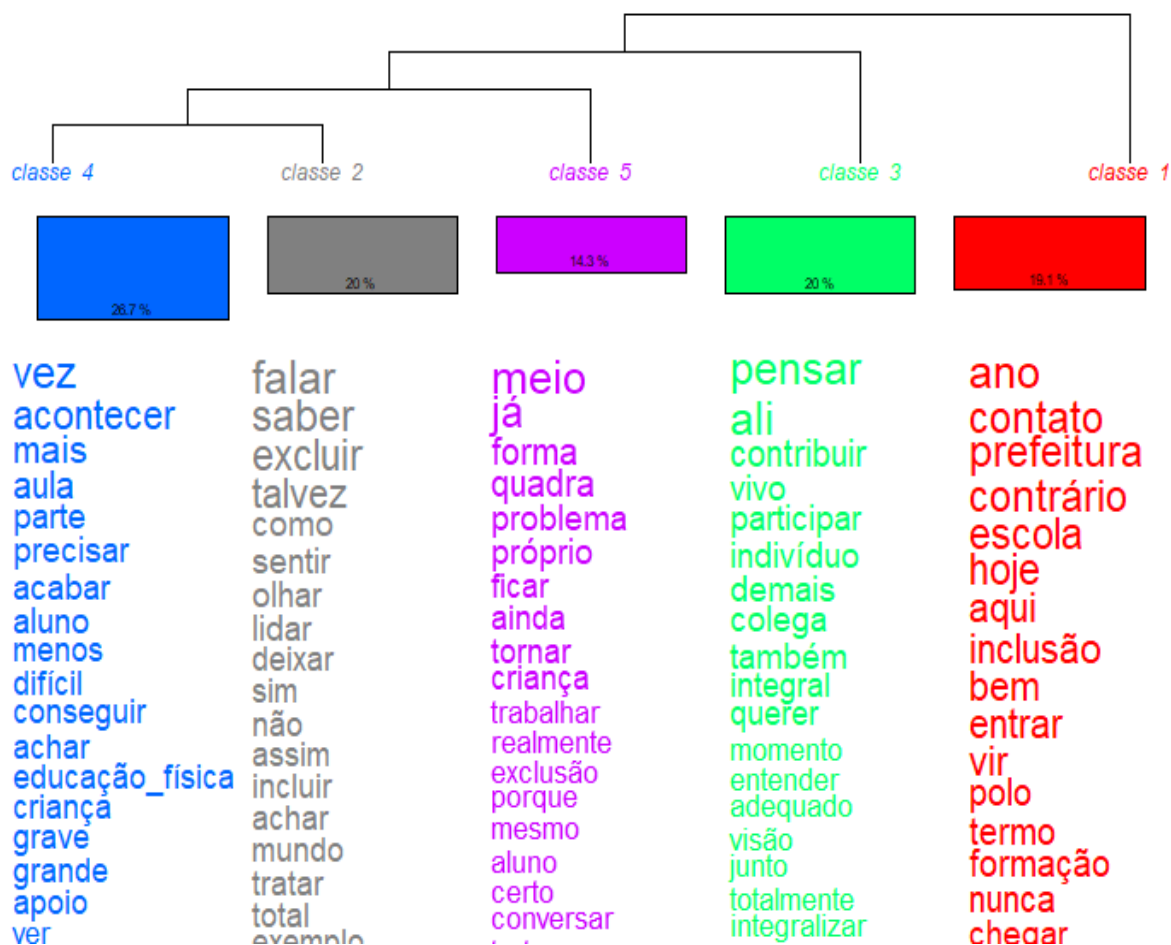 classe 4
classe 2
classe 5
classe 3
classe 1
26.7 %
20 %
14.3 %
20 %
19.1 %
vez
acontecer
mais
aula
parte
precisar
acabar
aluno
menos
difícil
conseguir
achar
educação_física
criança
grave
grande
apoio
ver
falar
saber
excluir
talvez
como
sentir
olhar
lidar
deixar
sim
não
assim
incluir
achar
mundo
tratar
total
exemplo
meio
já
forma
quadra
problema
próprio
ficar
ainda
tornar
criança
trabalhar
realmente
exclusão
porque
mesmo
aluno
certo
conversar
pensar
ali
contribuir
vivo
participar
indivíduo
demais
colega
também
integral
querer
momento
entender
adequado
visão
junto
totalmente
integralizar
ano
contato
prefeitura
contrário
escola
hoje
aqui
inclusão
bem
entrar
vir
polo
termo
formação
nunca
chegar